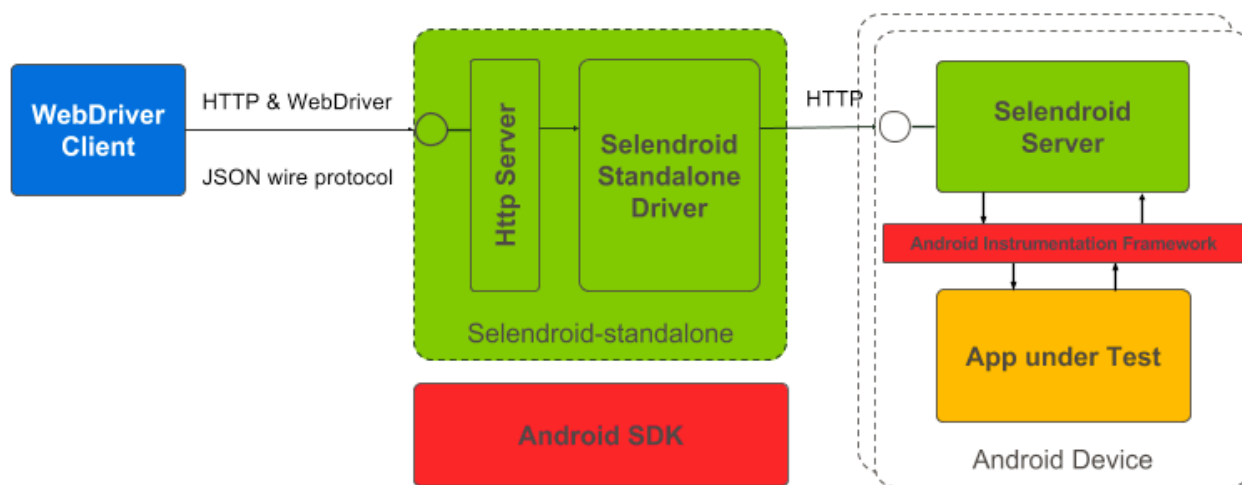 WebDriver
Client
HTTP & WebDriver
JSON wire protocol
Http Server
Selendroid
Standalone
Driver
Selendroid-standalone
Android SDK
HTTP
Selendroid
Server
Android Instrumentation Framework
App under Test
Android Device